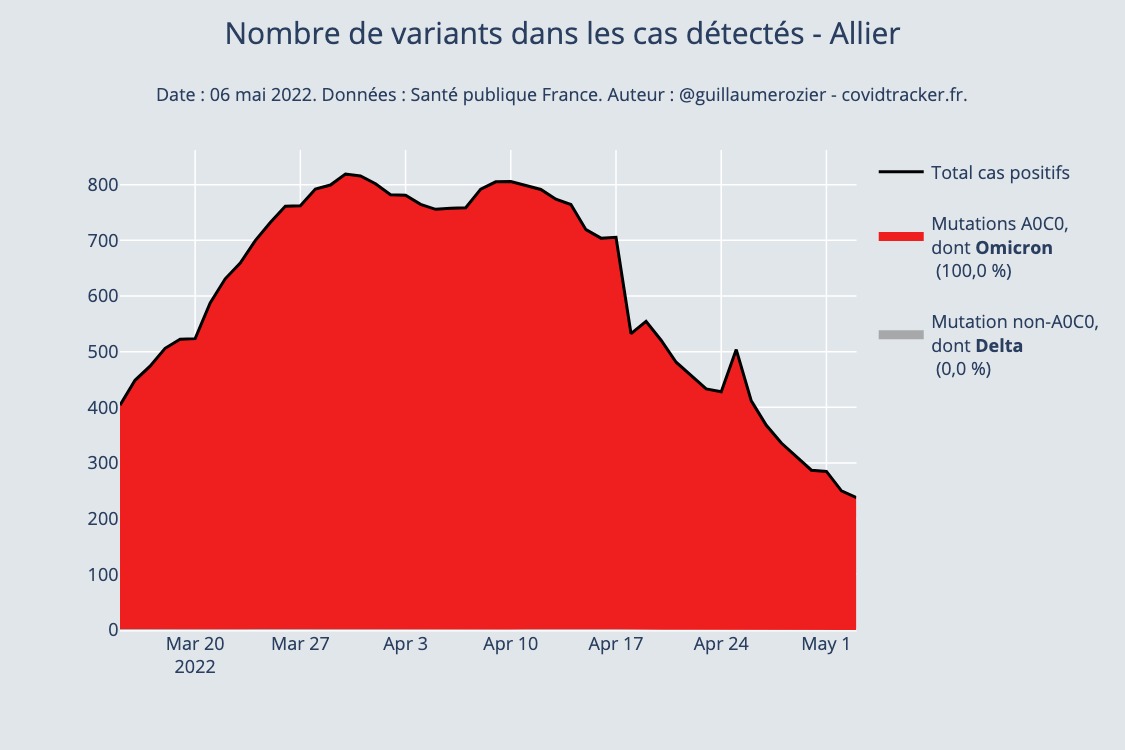 Nombre de variants dans les cas détectés - Allier
Date : 06 mai 2022. Données : Santé publique France. Auteur : @guillaumerozier - covidtracker.fr.
800
700
600
500
400
300
200
100
0
Mar 20
2022
Mar 27
Apr 3
Apr 10
Apr 17
Apr 24
May 1
Total cas positifs
Mutations A0C0,
dont Omicron
(100,0 %)
Mutation non-A0C0,
dont Delta
(0,0 %)